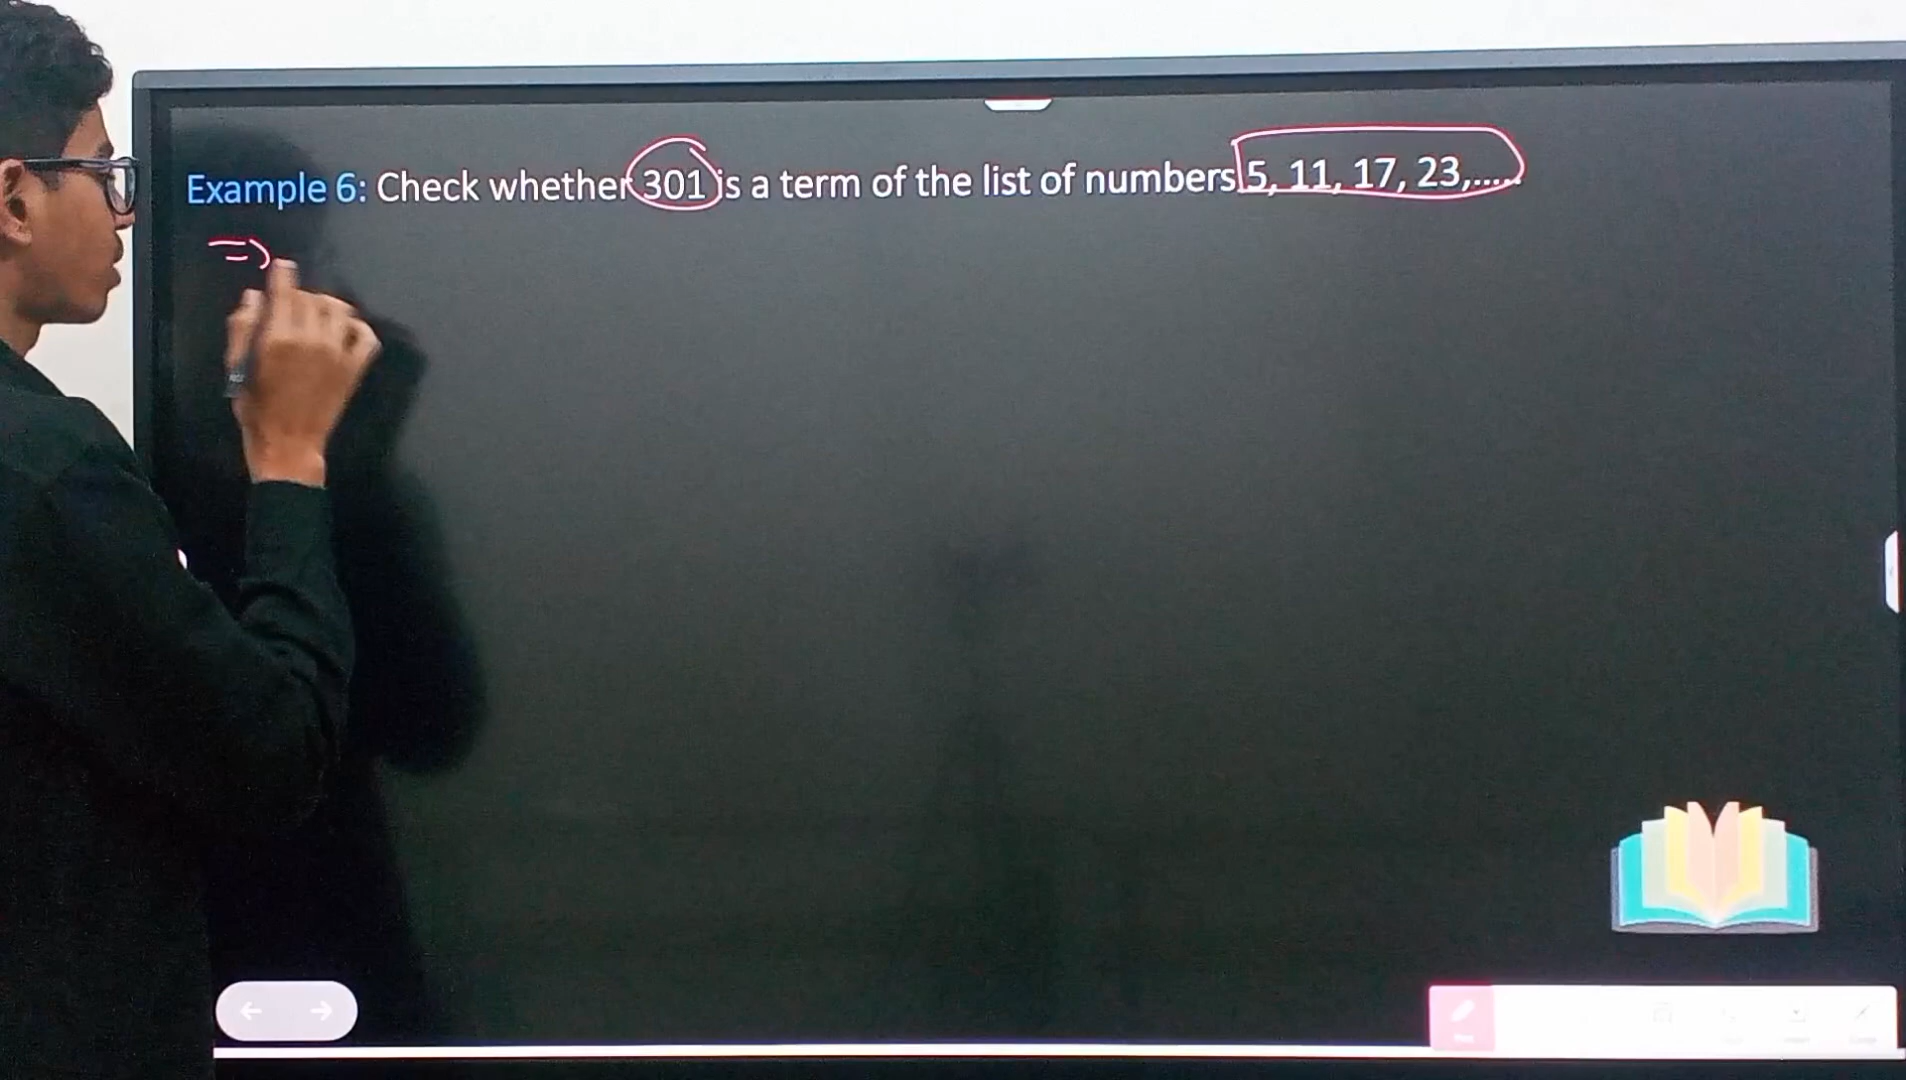 Example 6: Check whether 301 is a term of the list of numbers 5, 11, 17, 23,.....
=>